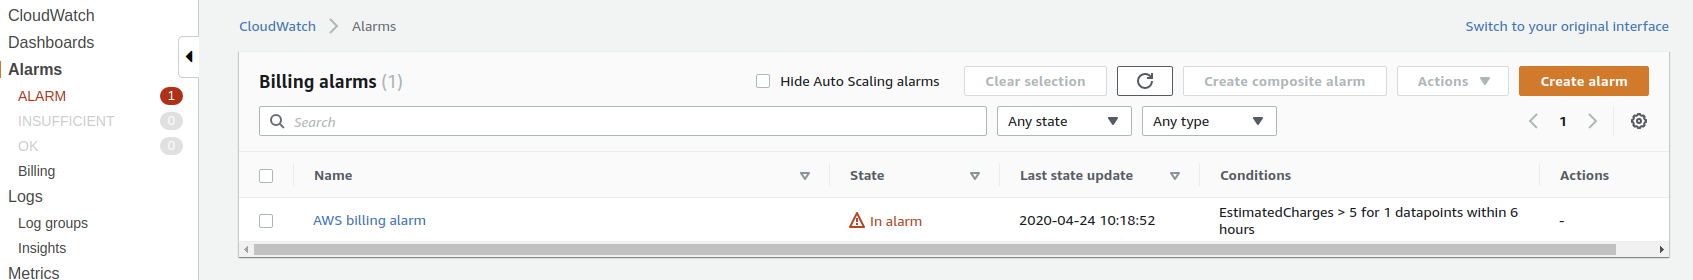 CloudWatch
Dashboards
Alarms
ALARM 1
INSUFFICIENT 0
OK 0
Billing
Logs
Log groups
Insights
Metrics
CloudWatch Alarms
Switch to your original interface
Billing alarms (1)
Hide Auto Scaling alarms
Clear selection
Create composite alarm
Actions
Create alarm
Search
Any state
Any type
1
Name State Last state update Conditions Actions
AWS billing alarm In alarm 2020-04-24 10:18:52 EstimatedCharges > 5 for 1 datapoints within 6
hours -